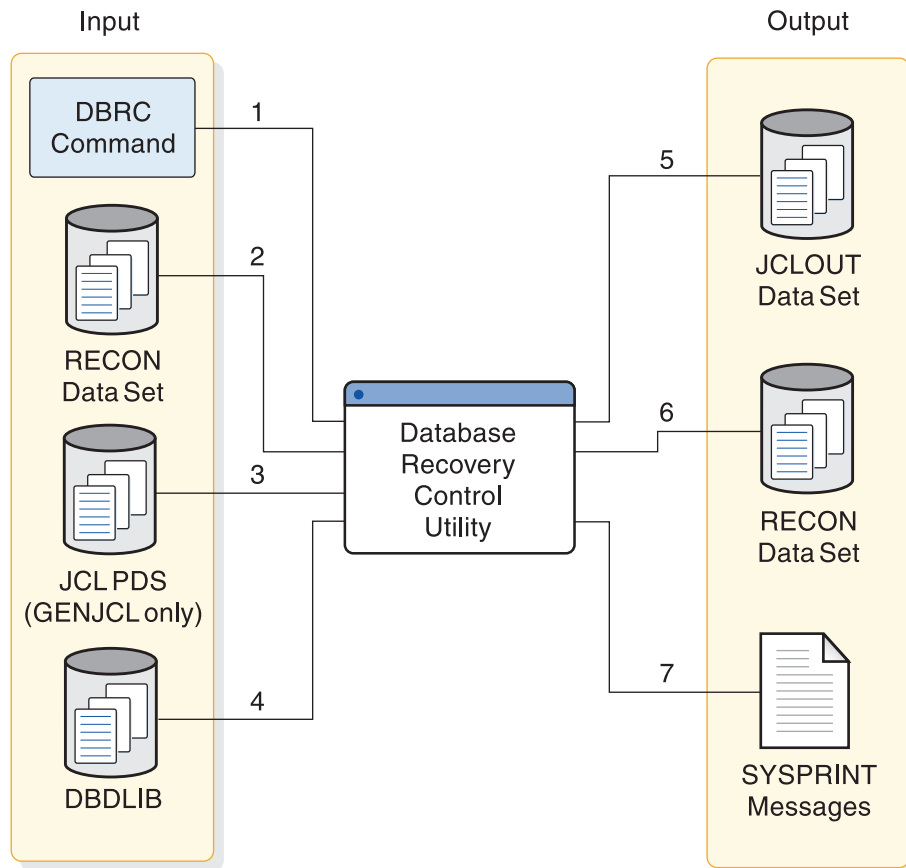 Input
Output
DBRC
Command
1
RECON
Data Set
2
JCL PDS
(GENJCL only)
3
DBDLIB
4
Database
Recovery
Control
Utility
5
JCLOUT
Data Set
6
RECON
Data Set
7
SYSPRINT
Messages